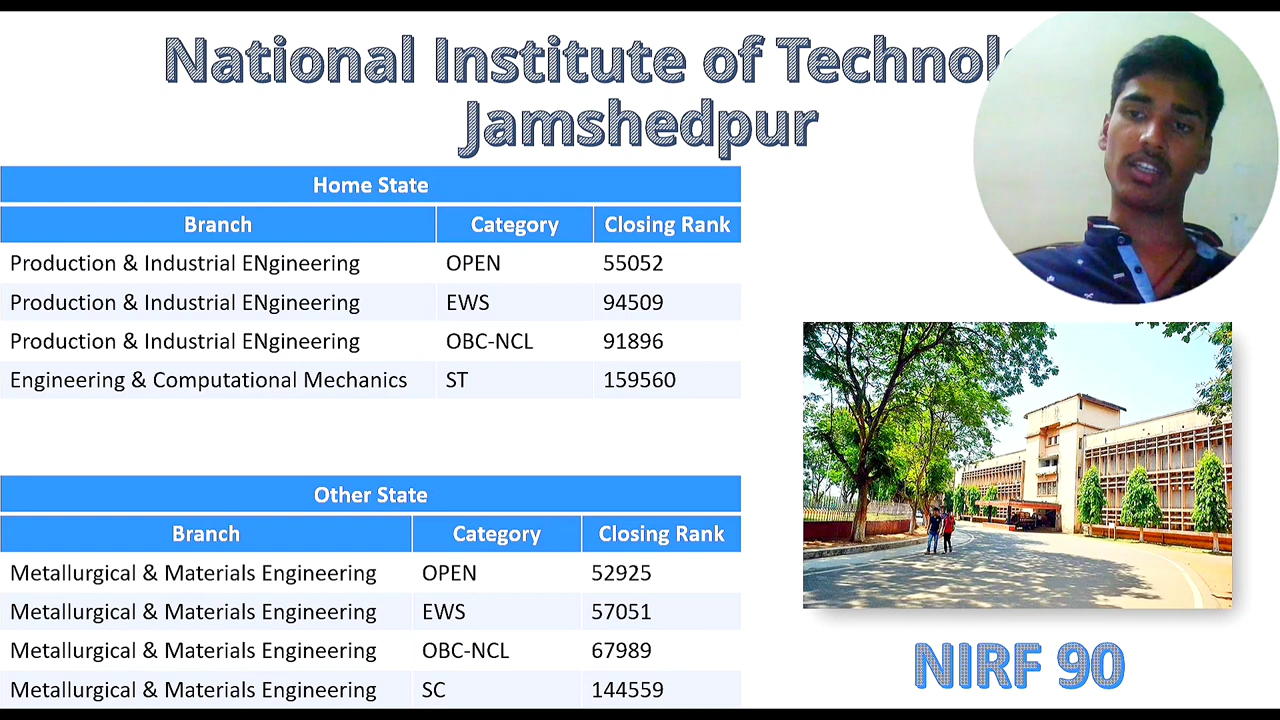 National Institute of
Jamshedpur
Home State
Branch Category Closing Rank
Production & Industrial ENgineering OPEN 55052
Production & Industrial ENgineering EWS 94509
Production & Industrial ENgineering OBC-NCL 91896
Engineering & Computational Mechanics ST 159560
Other State
Branch Category Closing Rank
Metallurgical & Materials Engineering OPEN 52925
Metallurgical & Materials Engineering EWS 57051
Metallurgical & Materials Engineering OBC-NCL 67989
Metallurgical & Materials Engineering SC 144559
NIRF 90